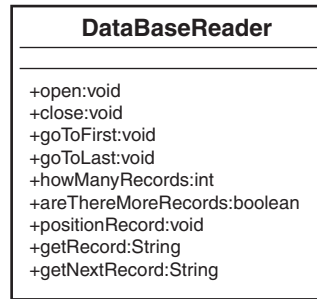 DataBaseReader
+open:void
+close:void
+goToFirst:void
+goToLast:void
+howManyRecords:int
+areThereMoreRecords:boolean
+positionRecord:void
+getRecord:String
+getNextRecord:String